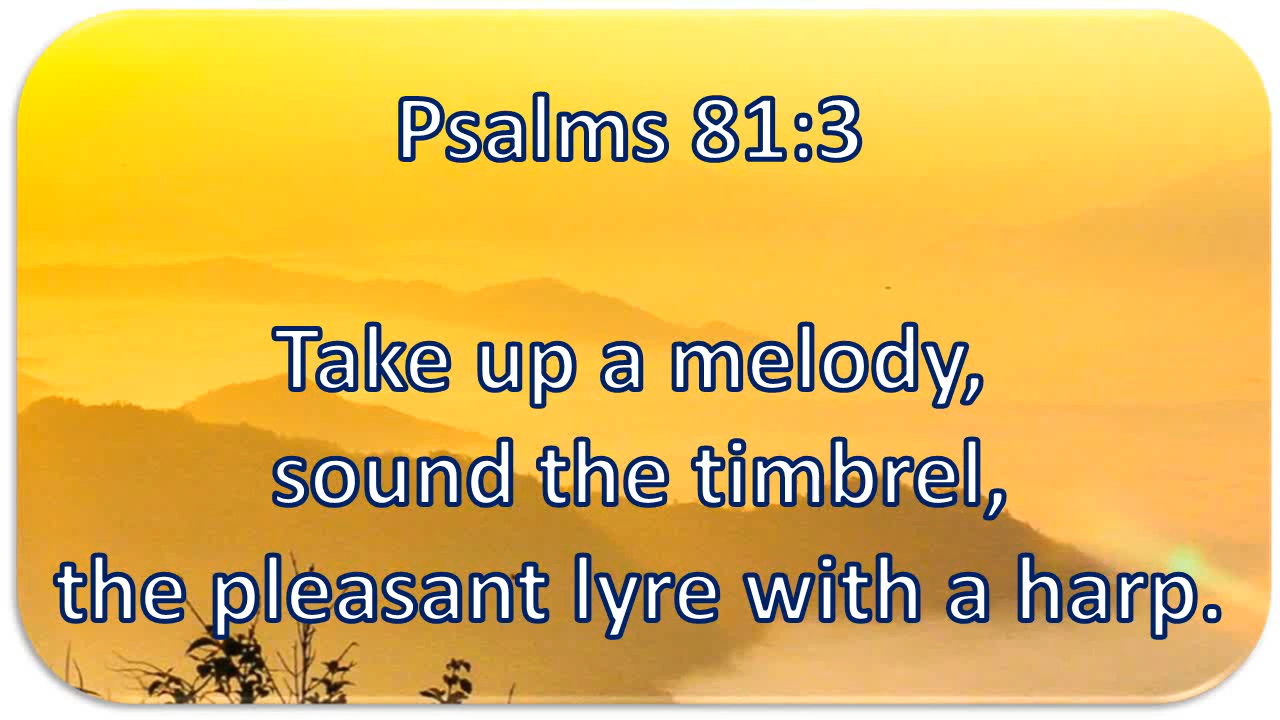 Psalms 81:3
Take up a melody,
sound the timbrel,
the pleasant lyre with a harp.